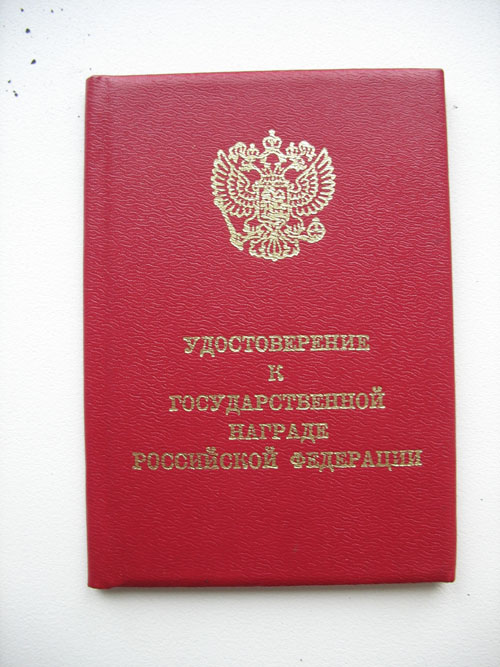 УДОСТОВЕРЕНИЕ
К
ГОСУДАРСТВЕННОЙ
НАГРАДЕ
РОССИЙСКОЙ ФЕДЕРАЦИИ